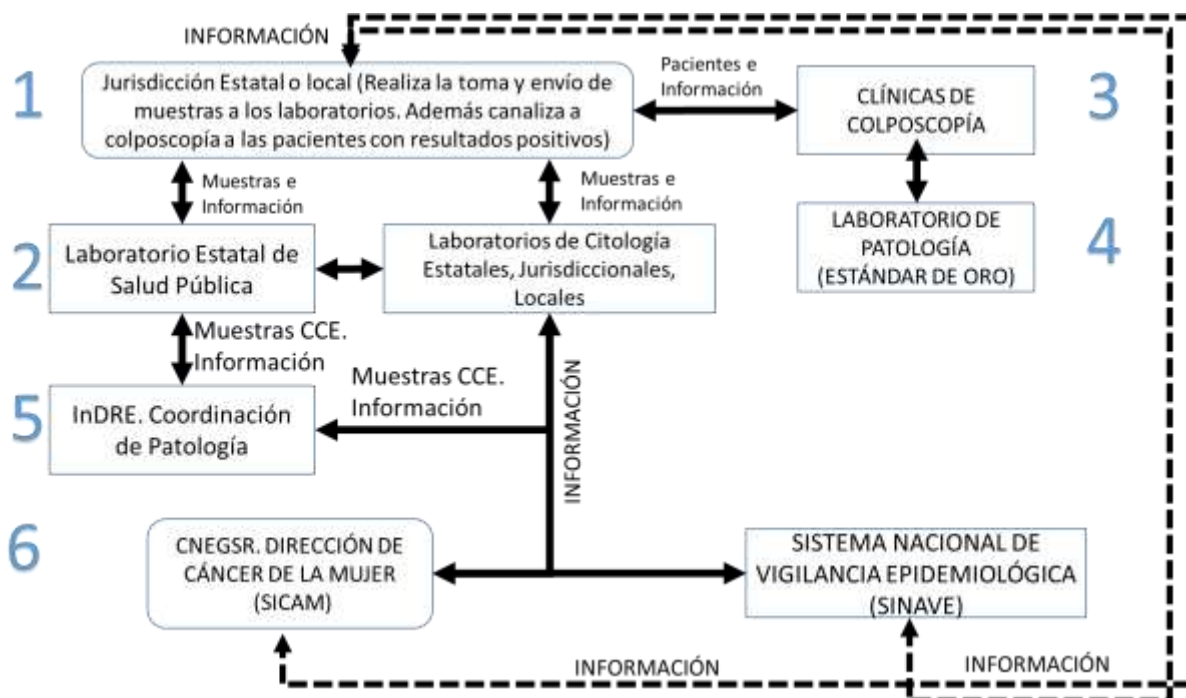 INFORMACIÓN
1
Jurisdicción Estatal o local (Realiza la toma y envío de
muestras a los laboratorios. Además canaliza a
colposcopía a las pacientes con resultados positivos)
Pacientes e
Información
CLÍNICAS DE
COLPOSCOPÍA
3
Muestras e
Información
Muestras e
Información
2
Laboratorio Estatal de
Salud Pública
Laboratorios de Citología
Estatales, Jurisdiccionales,
Locales
LABORATORIO DE
PATOLOGÍA
(ESTÁNDAR DE ORO)
4
Muestras CCE.
Información
5
InDRE. Coordinación
de Patología
Muestras CCE.
Información
INFORMACIÓN
6
CNEGSR. DIRECCIÓN DE
CÁNCER DE LA MUJER
(SICAM)
SISTEMA NACIONAL DE
VIGILANCIA EPIDEMIOLÓGICA
(SINAVE)
INFORMACIÓN
INFORMACIÓN